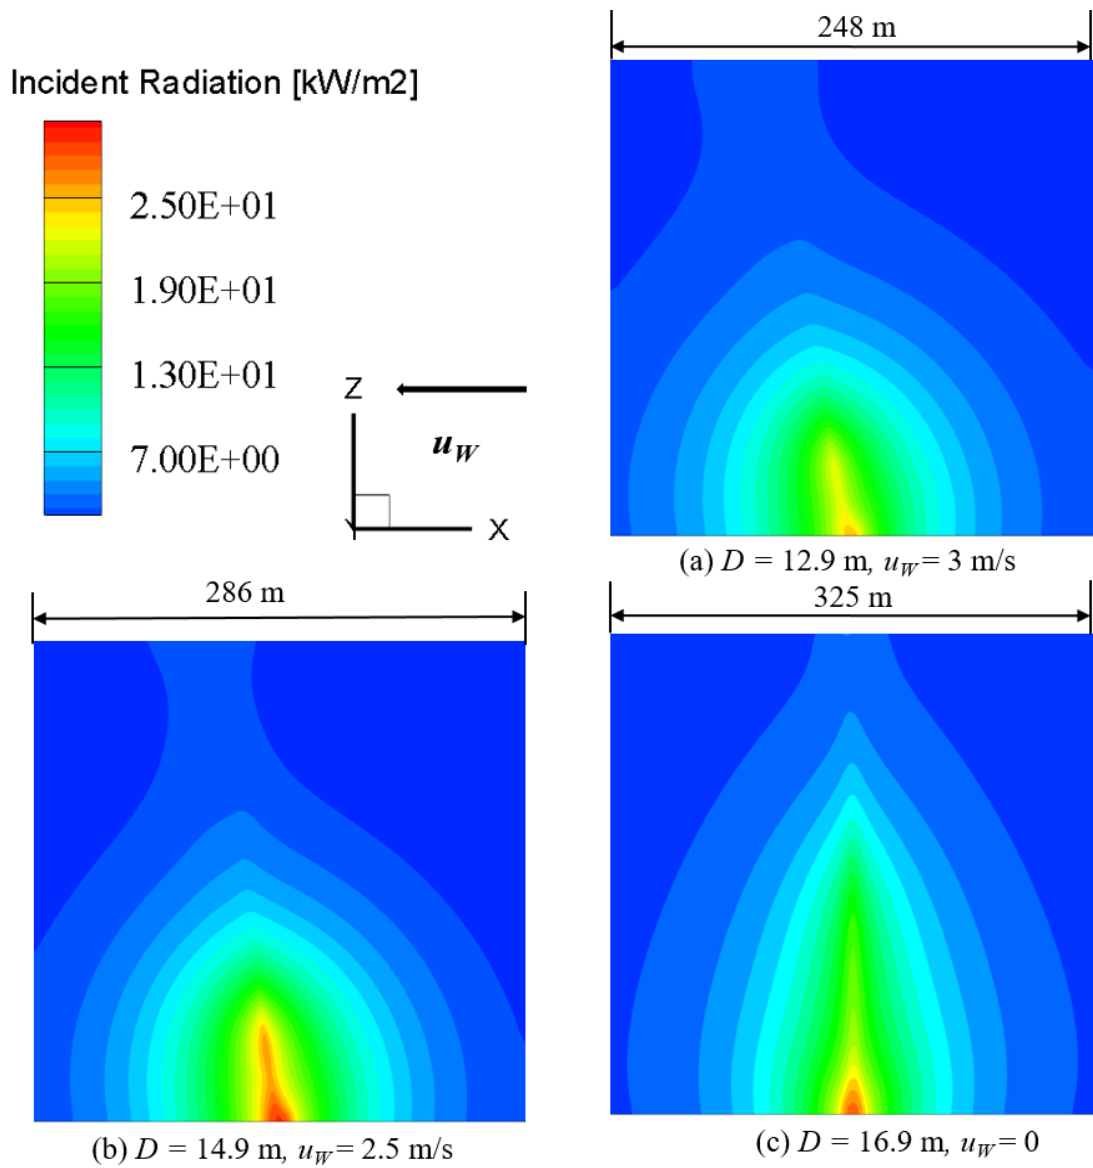 248 m
Incident Radiation [kW/m2]
2.50E+01
1.90E+01
1.30E+01
7.00E+00
Z
u_W
X
Y
(a) D = 12.9 m, u_W = 3 m/s
286 m
325 m
(b) D = 14.9 m, u_W = 2.5 m/s
(c) D = 16.9 m, u_W = 0